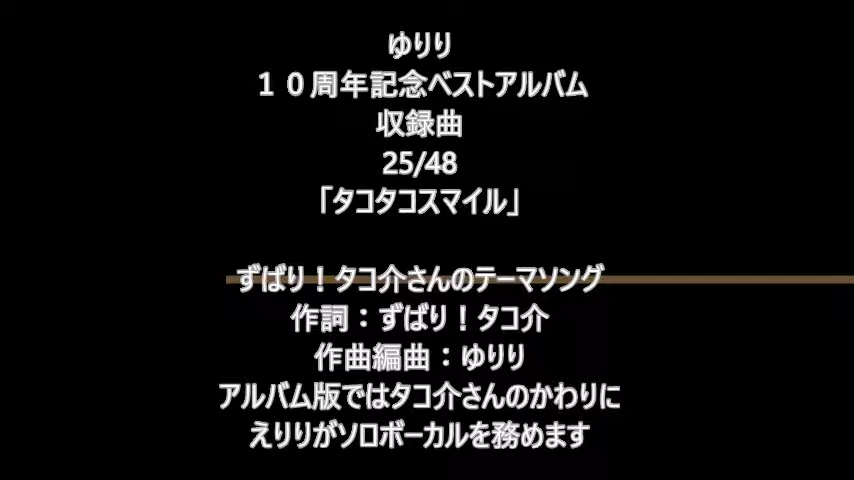 ゆりり
１０周年記念ベストアルバム
収録曲
25/48
「タコタコスマイル」
ずばり！タコ介さんのテーマソング
作詞：ずばり！タコ介
作曲編曲：ゆりり
アルバム版ではタコ介さんのかわりに
えりりがソロボーカルを務めます